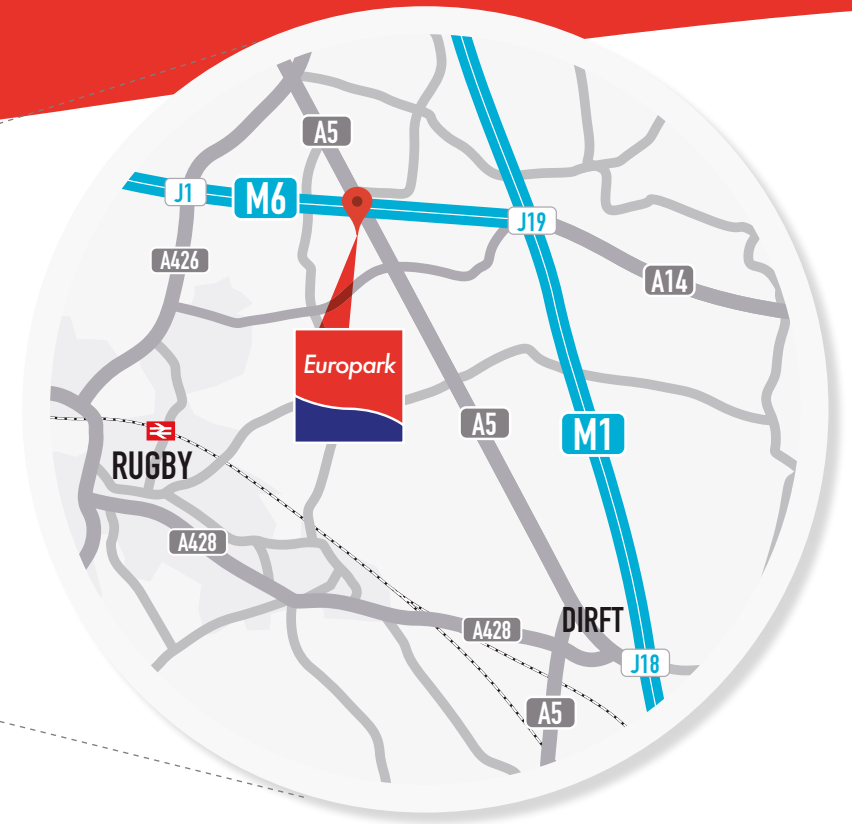 A5
J1
M6
J19
A426
A14
Europark
A5
M1
RUGBY
A428
DIRFT
A428
J18
A5